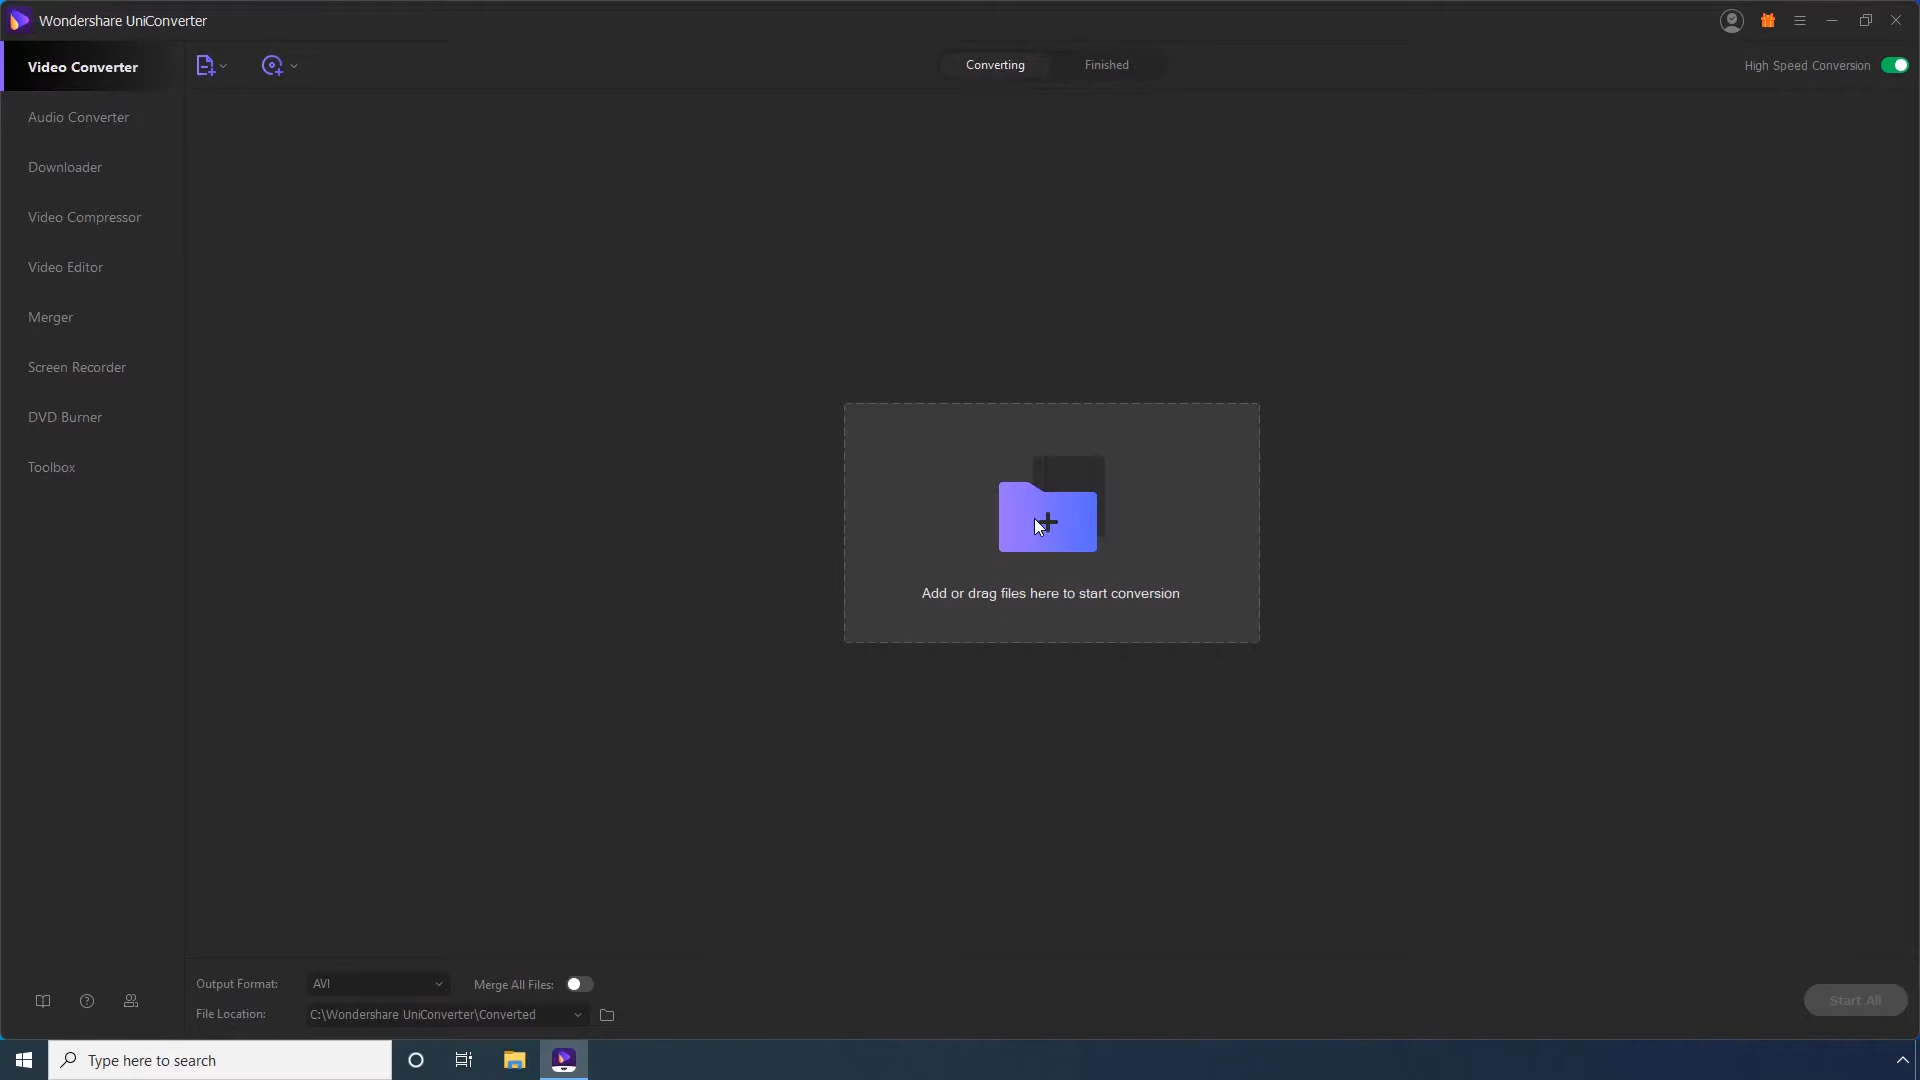 Wondershare UniConverter
Video Converter
Audio Converter
Downloader
Video Compressor
Video Editor
Merger
Screen Recorder
DVD Burner
Toolbox
Converting
Finished
High Speed Conversion
Add or drag files here to start conversion
Output Format:
AVI
Merge All Files:
File Location:
C:\Wondershare UniConverter\Converted
Start All
Type here to search